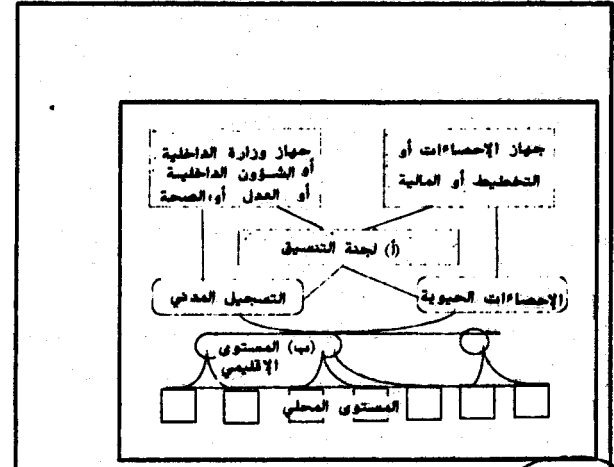 جهاز الإحصاءات أو
التخطيط أو المالية
جهاز وزارة الداخلية
أو الشؤون الداخلية
أو العدل أو الصحة
(أ) لجنة التنسيق
الإحصاءات الحيوية
التسجيل المدني
(ب) المستوى
الإقليمي
المستوى المحلي